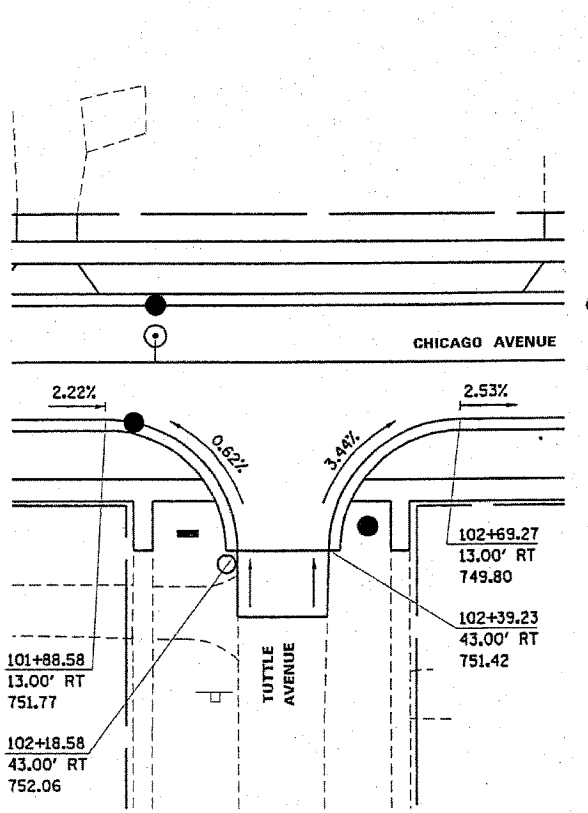 CHICAGO AVENUE
2.22%
2.53%
0.62%
3.44%
102+69.27
13.00' RT
749.80
102+39.23
43.00' RT
751.42
101+88.58
13.00' RT
751.77
102+18.58
43.00' RT
752.06
TUTTLE
AVENUE